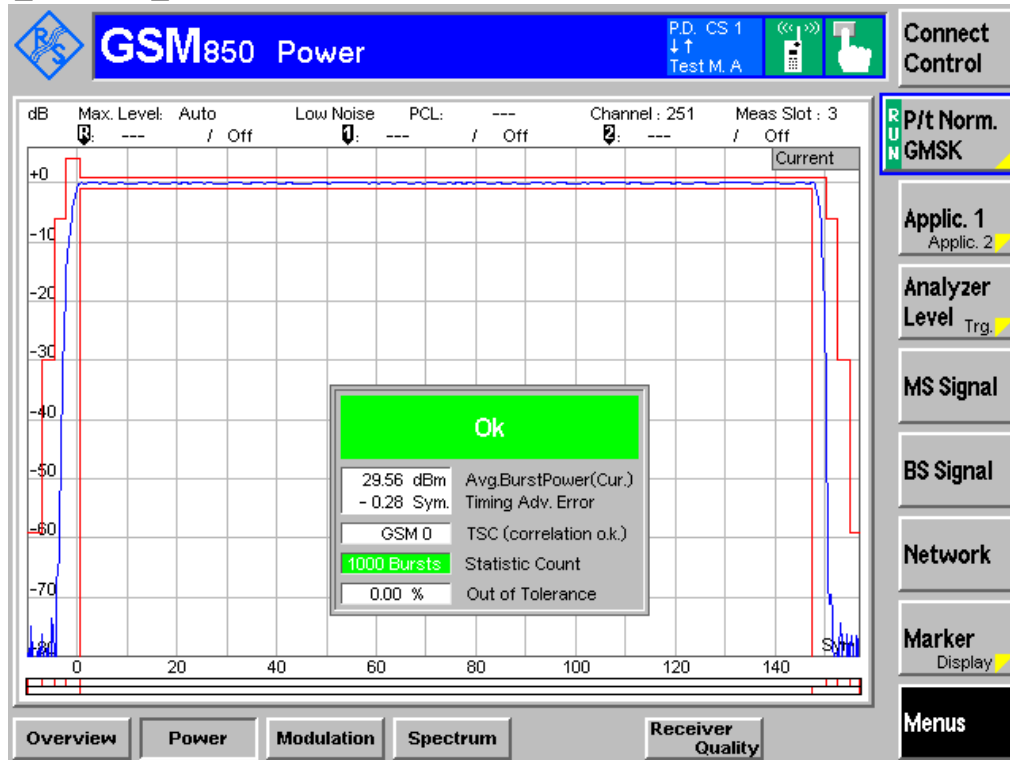 R&S
GSM850 Power
P.D. CS 1
↓↑
Test M. A
Connect
Control
dB Max. Level: Auto Low Noise PCL: --- Channel : 251 Meas Slot : 3
R: --- / Off 1: --- / Off 2: --- / Off
Current
RUN
P/t Norm.
GMSK
+0
-10
-20
-30
-40
-50
-60
-70
-80
Applic. 1
Applic. 2
Analyzer
Level Trg.
MS Signal
BS Signal
Network
Marker
Display
Menus
Ok
29.56 dBm Avg.BurstPower(Cur.)
- 0.28 Sym. Timing Adv. Error
GSM 0 TSC (correlation o.k.)
1000 Bursts Statistic Count
0.00 % Out of Tolerance
Sym
0 20 40 60 80 100 120 140
Overview Power Modulation Spectrum Receiver
Quality